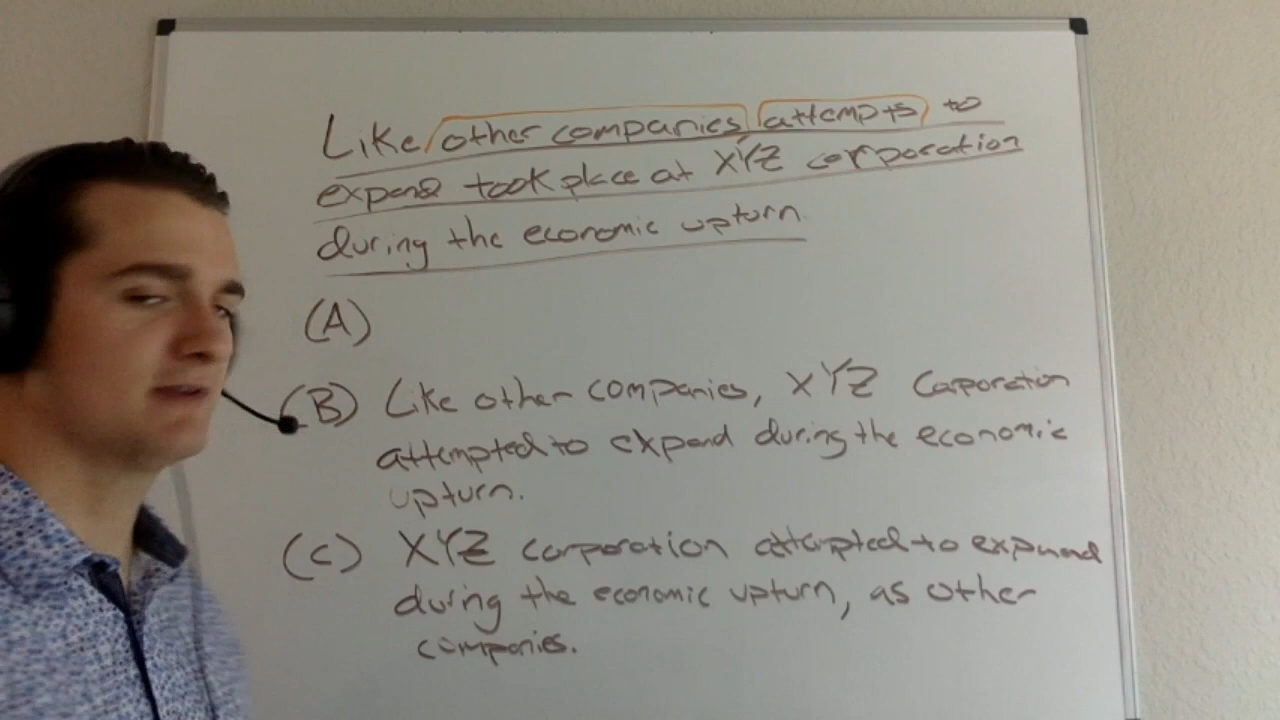 Like other companies attempts to
expand took place at XYZ corporation
during the economic upturn.
(A)
(B) Like other companies, XYZ Corporation
attempted to expand during the economic
upturn.
(C) XYZ corporation attempted to expand
during the economic upturn, as other
companies.